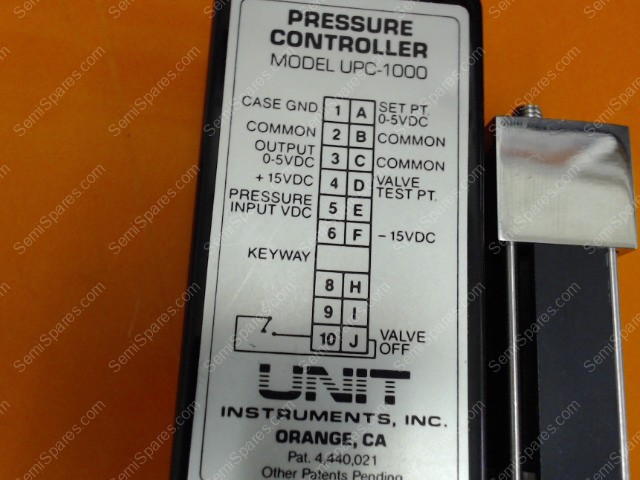 PRESSURE
CONTROLLER
MODEL UPC-1000
CASE GND 1 A SET PT. 0-5VDC
COMMON 2 B COMMON
OUTPUT 0-5VDC 3 C COMMON
+15VDC 4 D VALVE TEST PT.
PRESSURE INPUT VDC 5 E
6 F -15VDC
KEYWAY
8 H
9 I
10 J VALVE OFF
UNIT
INSTRUMENTS, INC.
ORANGE, CA
Pat. 4,440,021
Other Patents Pending
SemiSpares.com